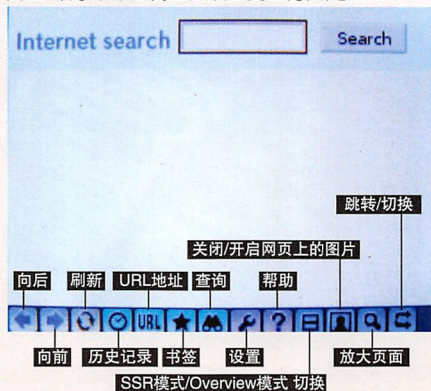 Internet search Search
跳转/切换
关闭/开启网页上的图片
向后 刷新 URL地址 查询 帮助
URL ?
向前 历史记录 书签 设置 放大页面
SSR模式/Overview模式 切换